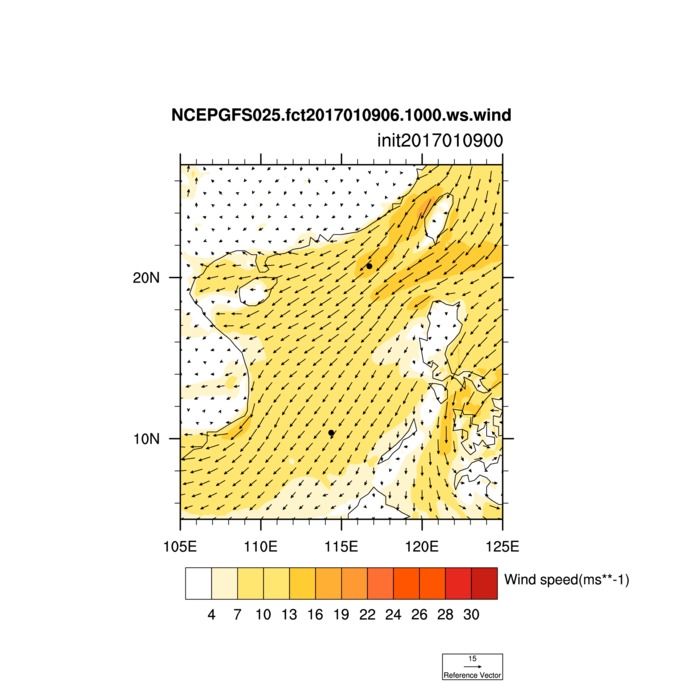 NCEPGFS025.fct2017010906.1000.ws.wind
init2017010900
20N
10N
105E 110E 115E 120E 125E
Wind speed(ms**-1)
4 7 10 13 16 19 22 24 26 28 30
15
Reference Vector